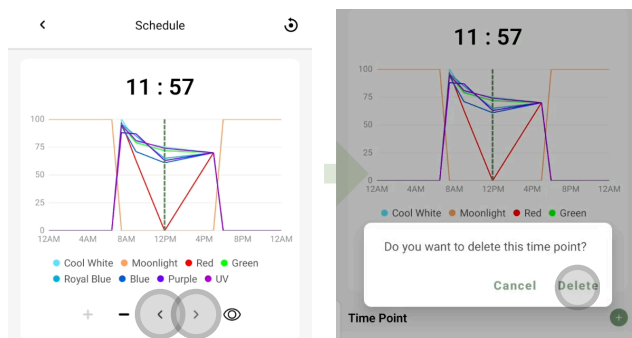 Schedule
11 : 57
100
75
50
25
0
12AM 4AM 8AM 12PM 4PM 8PM 12AM
Cool White Moonlight Red Green
Royal Blue Blue Purple UV
11 : 57
100
75
50
25
0
12AM 4AM 8AM 12PM 4PM 8PM 12AM
Cool White Moonlight Red Green
Do you want to delete this time point?
Cancel Delete
Time Point